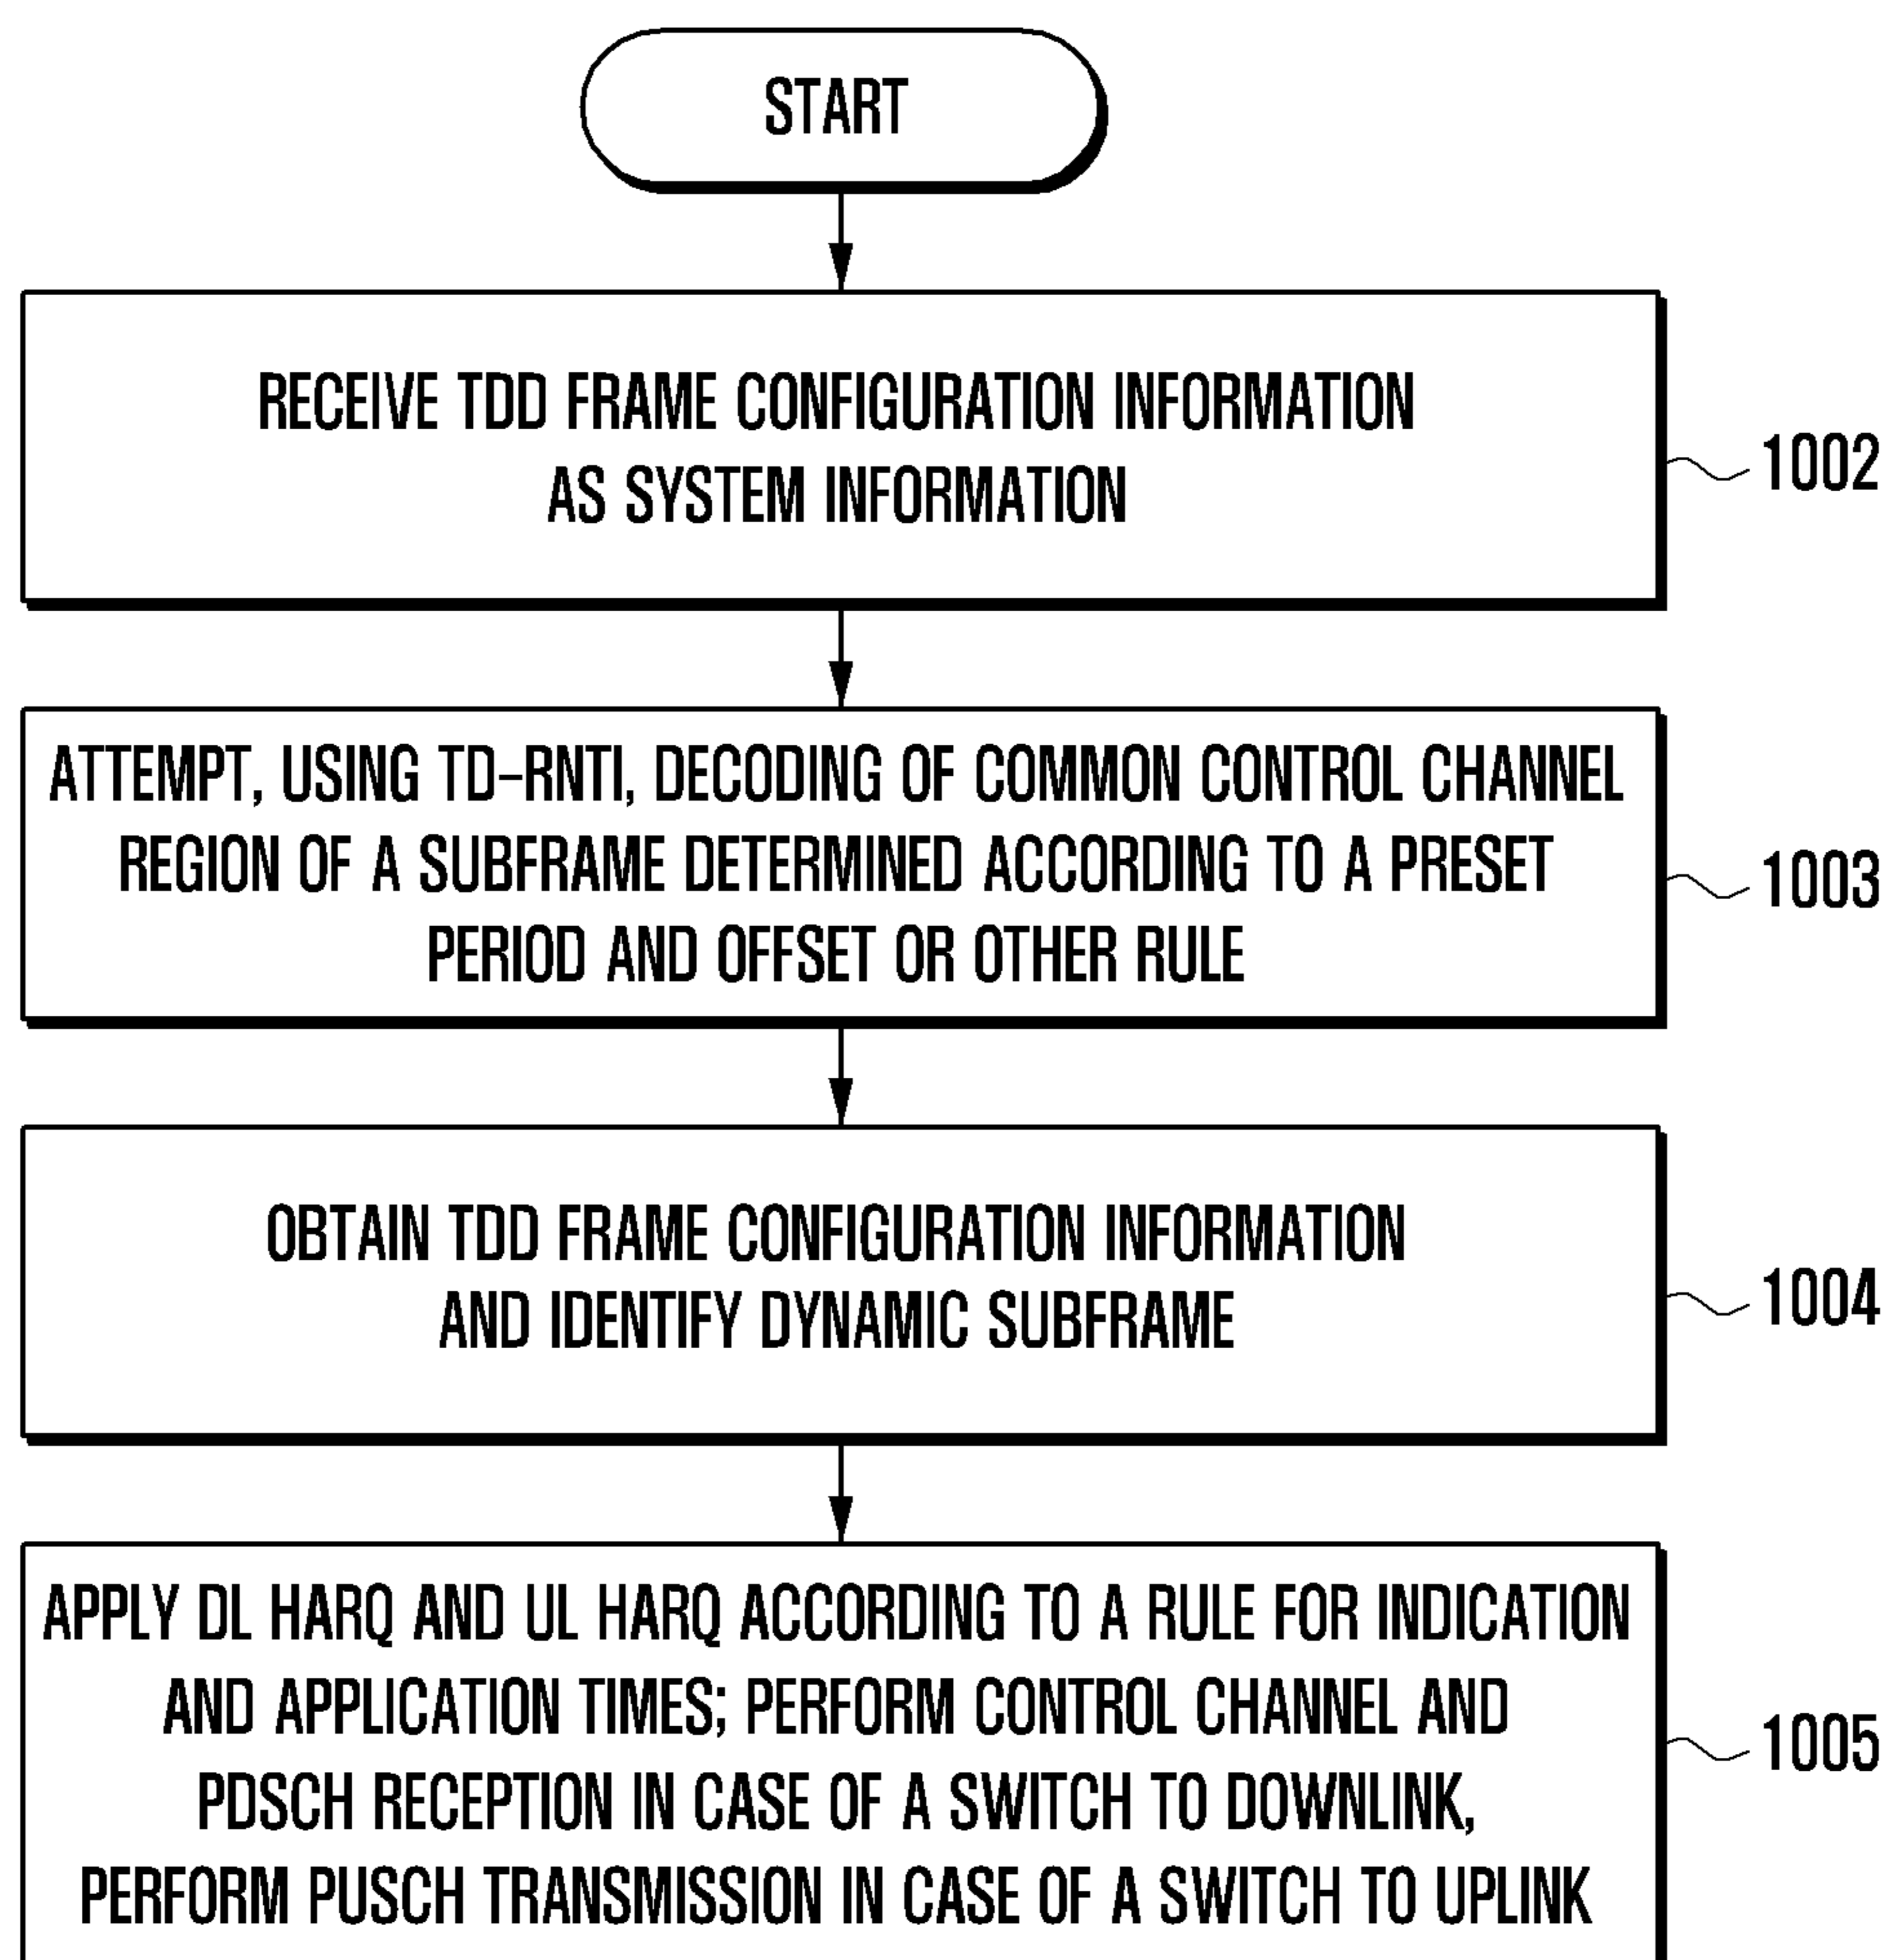 START
RECEIVE TDD FRAME CONFIGURATION INFORMATION
AS SYSTEM INFORMATION
1002
ATTEMPT, USING TD-RNTI, DECODING OF COMMON CONTROL CHANNEL
REGION OF A SUBFRAME DETERMINED ACCORDING TO A PRESET
PERIOD AND OFFSET OR OTHER RULE
1003
OBTAIN TDD FRAME CONFIGURATION INFORMATION
AND IDENTIFY DYNAMIC SUBFRAME
1004
APPLY DL HARQ AND UL HARQ ACCORDING TO A RULE FOR INDICATION
AND APPLICATION TIMES; PERFORM CONTROL CHANNEL AND
PDSCH RECEPTION IN CASE OF A SWITCH TO DOWNLINK,
PERFORM PUSCH TRANSMISSION IN CASE OF A SWITCH TO UPLINK
1005